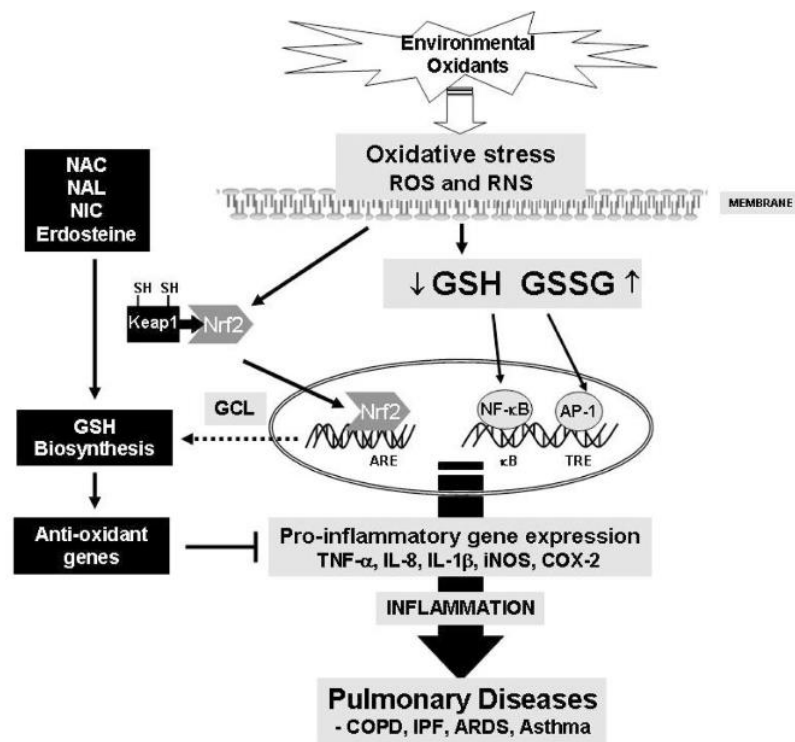 Environmental
Oxidants
Oxidative stress
ROS and RNS
MEMBRANE
NAC
NAL
NIC
Erdosteine
↓GSH GSSG↑
SH SH
Keap1
Nrf2
GCL
Nrf2
ARE
NF-κB
κB
AP-1
TRE
GSH
Biosynthesis
Anti-oxidant
genes
Pro-inflammatory gene expression
TNF-α, IL-8, IL-1β, iNOS, COX-2
INFLAMMATION
Pulmonary Diseases
- COPD, IPF, ARDS, Asthma